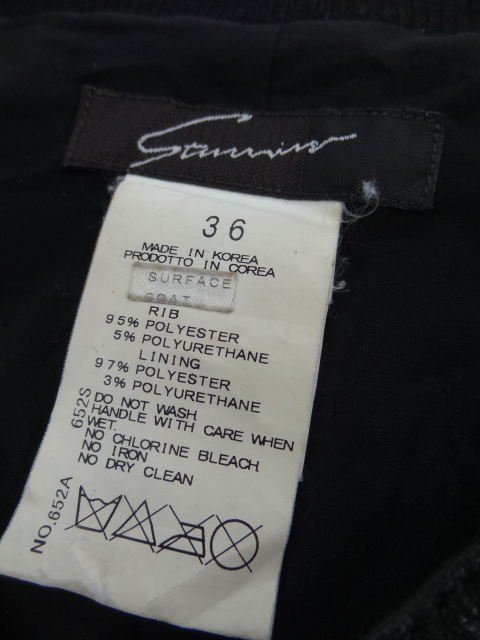 36
MADE IN KOREA
PRODOTTO IN COREA
SURFACE
RIB
95% POLYESTER
5% POLYURETHANE
LINING
97% POLYESTER
3% POLYURETHANE
DO NOT WASH
HANDLE WITH CARE WHEN
WET.
NO CHLORINE BLEACH
NO IRON
NO DRY CLEAN
NO.652A
652S